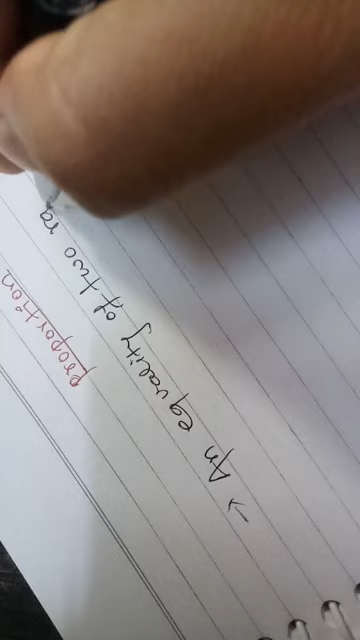 proportion
→ An equality of two ra